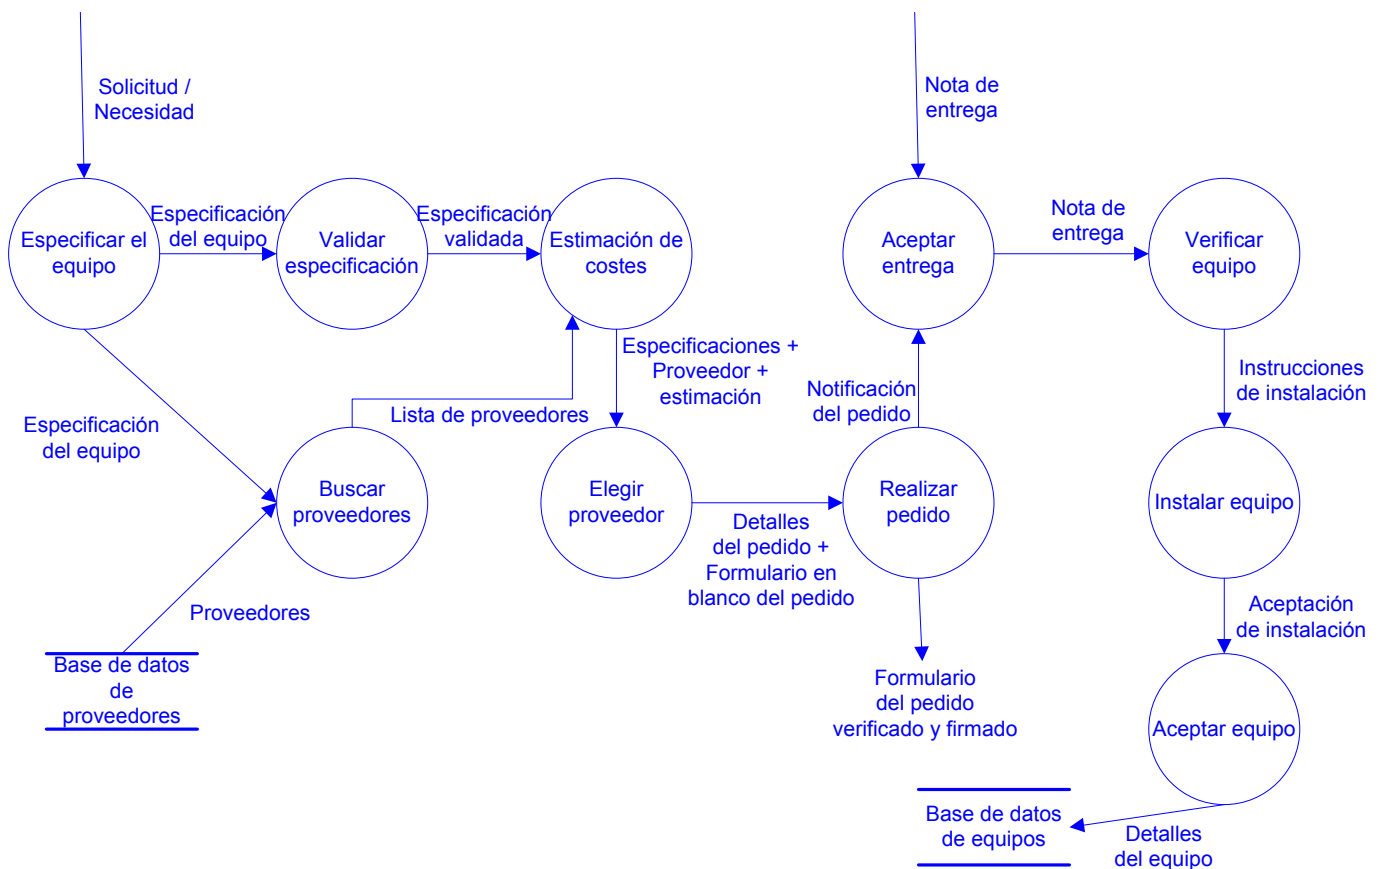 Solicitud /
Necesidad
Nota de
entrega
Especificar el
equipo
Especificación
del equipo
Validar
especificación
Especificación
validada
Estimación de
costes
Aceptar
entrega
Nota de
entrega
Verificar
equipo
Especificaciones +
Proveedor +
estimación
Notificación
del pedido
Instrucciones
de instalación
Especificación
del equipo
Lista de proveedores
Buscar
proveedores
Elegir
proveedor
Detalles
del pedido +
Formulario en
blanco del pedido
Realizar
pedido
Instalar equipo
Proveedores
Aceptación
de instalación
Base de datos
de
proveedores
Formulario
del pedido
verificado y firmado
Aceptar equipo
Base de datos
de equipos
Detalles
del equipo